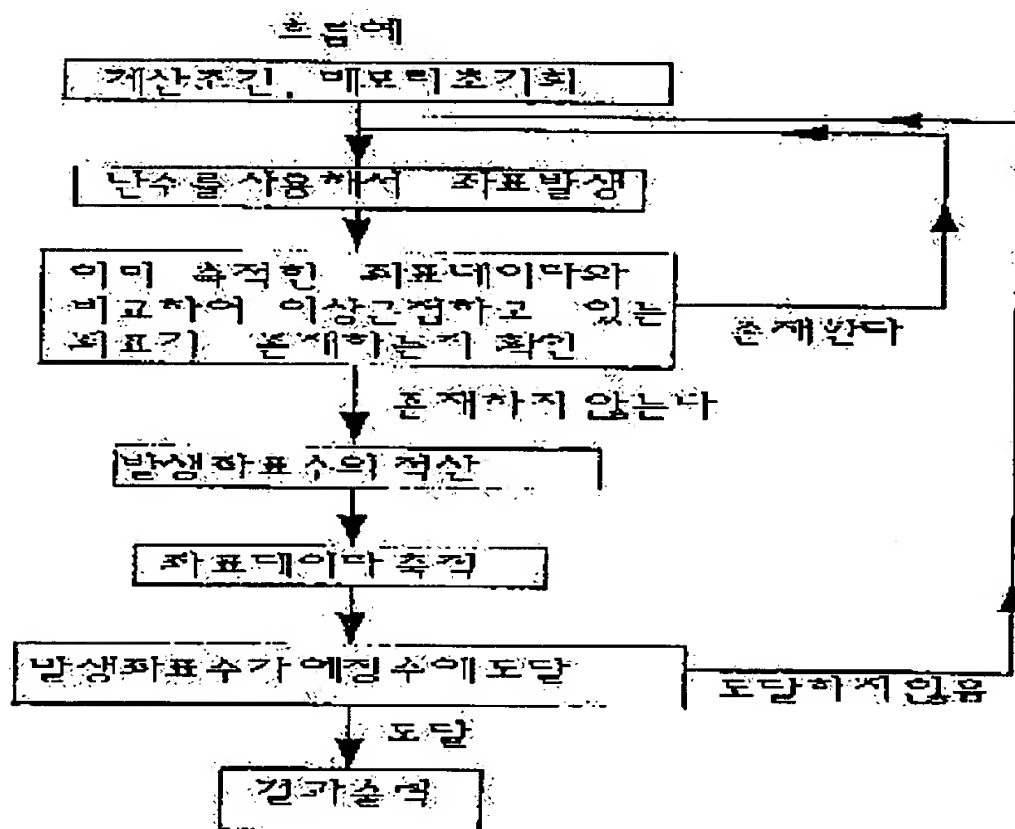 흐름예
계산조건, 메모리초기화
난수를사용하서 좌표발생
이미 축적한 좌표데이타와
비교하여 이상근접하고 있는
좌표가 존재하는지 확인
존재한다
존재하지 않는다
발생좌표수의적산
좌표데이타축적
발생좌표수가예정수에도달
도달하지않음
도달
결과출력